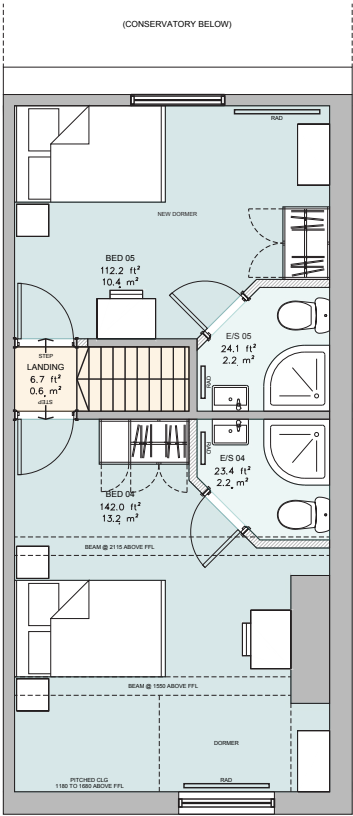 (CONSERVATORY BELOW)
RAD
NEW DORMER
BED 05
112.2 ft²
10.4 m²
E/S 05
24.1 ft²
2.2 m²
RAD
STEP
LANDING
6.7 ft²
0.6 m²
STEP
RAD
E/S 04
23.4 ft²
2.2 m²
BED 04
142.0 ft²
13.2 m²
BEAM @ 2115 ABOVE FFL
BEAM @ 1550 ABOVE FFL
DORMER
PITCHED CLG
1180 TO 1680 ABOVE FFL
RAD